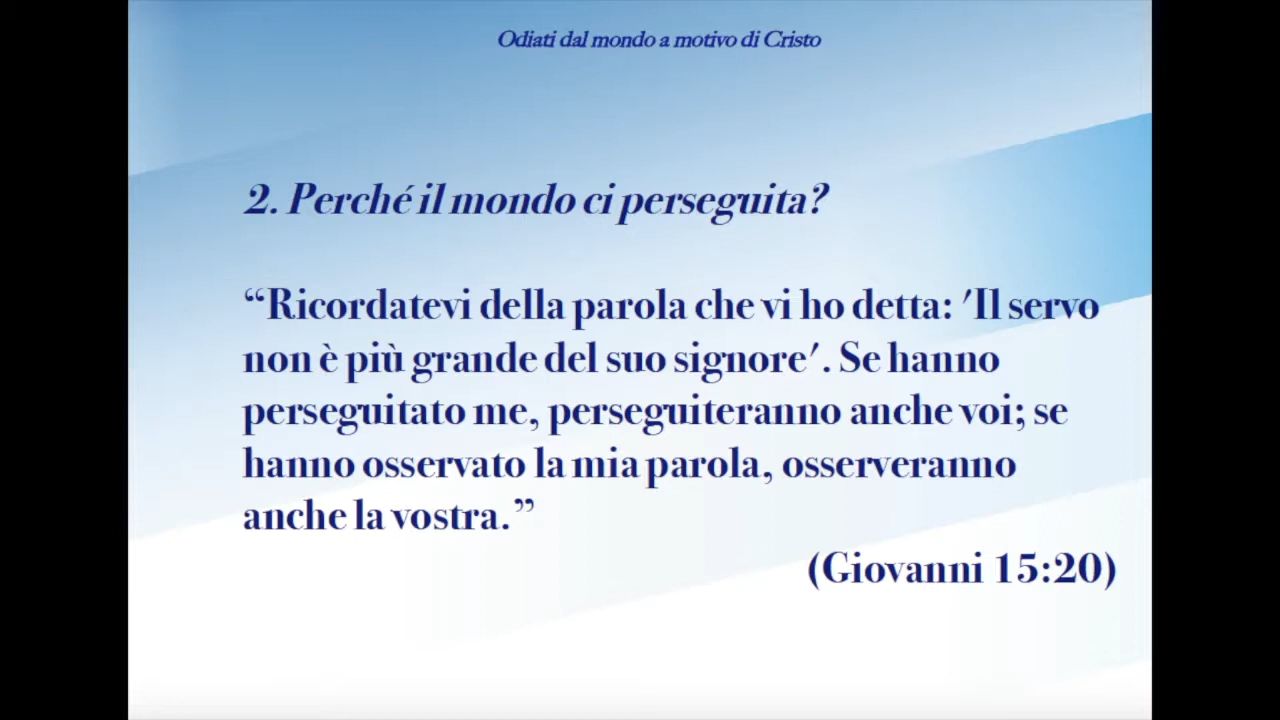 Odiati dal mondo a motivo di Cristo
2. Perché il mondo ci perseguita?
“Ricordatevi della parola che vi ho detta: 'Il servo
non è più grande del suo signore'. Se hanno
perseguitato me, perseguiteranno anche voi; se
hanno osservato la mia parola, osserveranno
anche la vostra.”
(Giovanni 15:20)